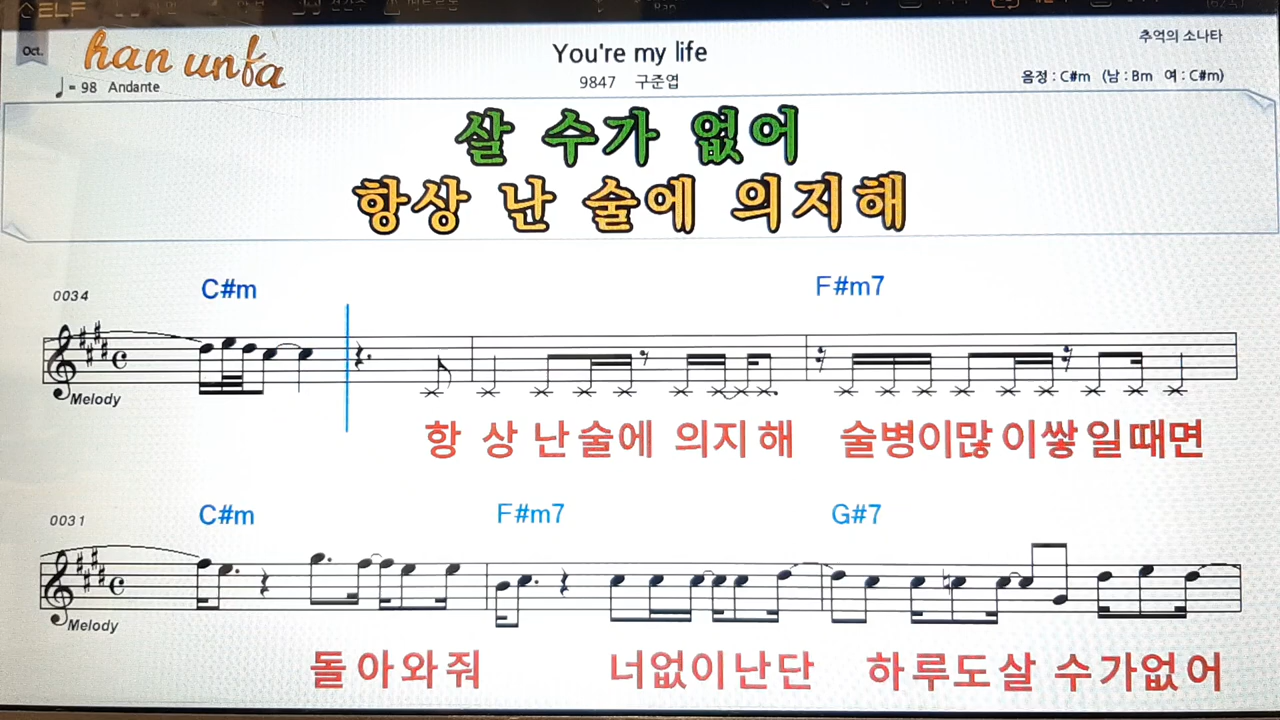 ELF
Oct.
han unfa
You're my life
추억의 소나타
= 98 Andante
9847 구준엽
음정 : C#m (남 : Bm 여 : C#m)
살 수가 없어
항상 난 술에 의지해
0034 C#m F#m7
Melody
항 상 난 술에 의지 해 술병이많 이쌓 일때면
0031 C#m F#m7 G#7
Melody
돌 아와 줘 너없이난단 하루도살 수가없어